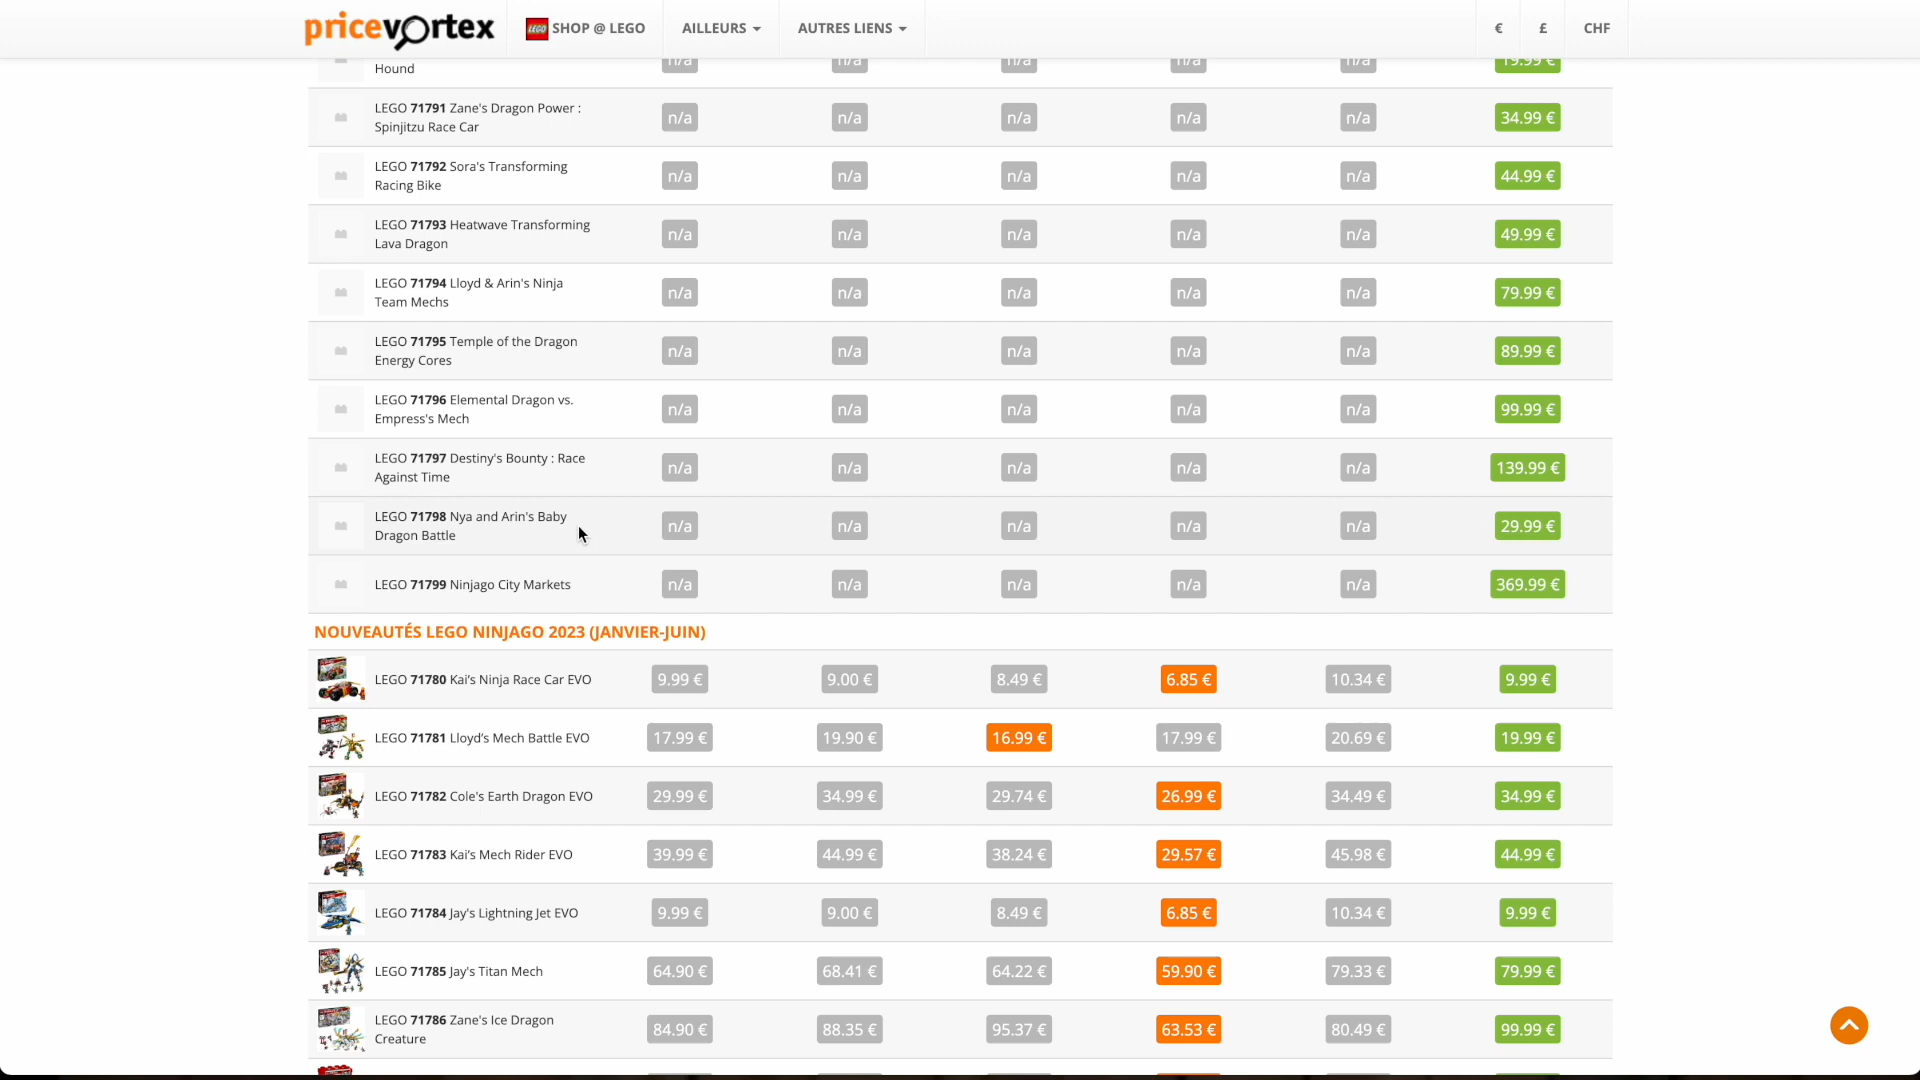 pricevortex LEGO SHOP @ LEGO AILLEURS AUTRES LIENS € £ CHF
Hound n/a n/a n/a n/a n/a 19.99 €
LEGO 71791 Zane's Dragon Power :
Spinjitzu Race Car
n/a n/a n/a n/a n/a 34.99 €
LEGO 71792 Sora's Transforming
Racing Bike
n/a n/a n/a n/a n/a 44.99 €
LEGO 71793 Heatwave Transforming
Lava Dragon
n/a n/a n/a n/a n/a 49.99 €
LEGO 71794 Lloyd & Arin's Ninja
Team Mechs
n/a n/a n/a n/a n/a 79.99 €
LEGO 71795 Temple of the Dragon
Energy Cores
n/a n/a n/a n/a n/a 89.99 €
LEGO 71796 Elemental Dragon vs.
Empress's Mech
n/a n/a n/a n/a n/a 99.99 €
LEGO 71797 Destiny's Bounty : Race
Against Time
n/a n/a n/a n/a n/a 139.99 €
LEGO 71798 Nya and Arin's Baby
Dragon Battle
n/a n/a n/a n/a n/a 29.99 €
LEGO 71799 Ninjago City Markets n/a n/a n/a n/a n/a 369.99 €
NOUVEAUTÉS LEGO NINJAGO 2023 (JANVIER-JUIN)
LEGO 71780 Kai's Ninja Race Car EVO 9.99 € 9.00 € 8.49 € 6.85 € 10.34 € 9.99 €
LEGO 71781 Lloyd's Mech Battle EVO 17.99 € 19.90 € 16.99 € 17.99 € 20.69 € 19.99 €
LEGO 71782 Cole's Earth Dragon EVO 29.99 € 34.99 € 29.74 € 26.99 € 34.49 € 34.99 €
LEGO 71783 Kai's Mech Rider EVO 39.99 € 44.99 € 38.24 € 29.57 € 45.98 € 44.99 €
LEGO 71784 Jay's Lightning Jet EVO 9.99 € 9.00 € 8.49 € 6.85 € 10.34 € 9.99 €
LEGO 71785 Jay's Titan Mech 64.90 € 68.41 € 64.22 € 59.90 € 79.33 € 79.99 €
LEGO 71786 Zane's Ice Dragon
Creature
84.90 € 88.35 € 95.37 € 63.53 € 80.49 € 99.99 €